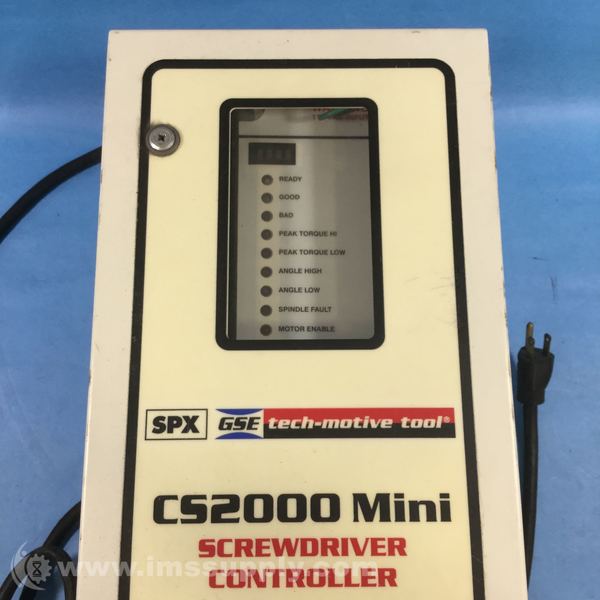 READY
GOOD
BAD
PEAK TORQUE HI
PEAK TORQUE LOW
ANGLE HIGH
ANGLE LOW
SPINDLE FAULT
MOTOR ENABLE
SPX GSE tech-motive tool®
CS2000 Mini
SCREWDRIVER
CONTROLLER
www.imssupply.com